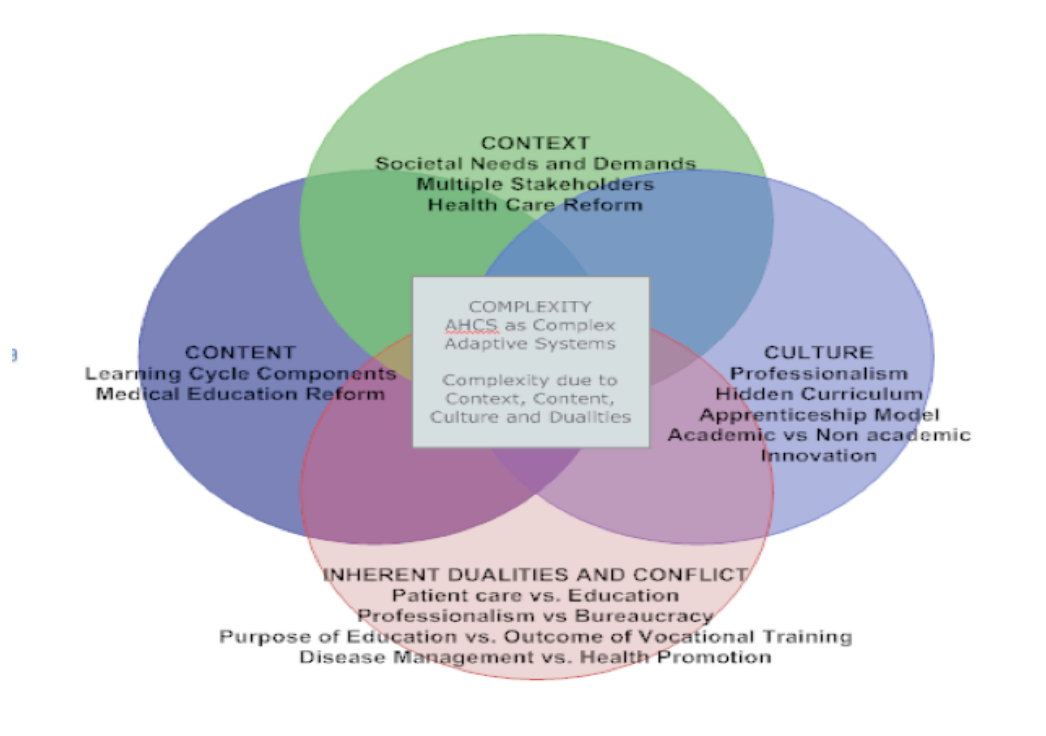 CONTEXT
Societal Needs and Demands
Multiple Stakeholders
Health Care Reform
COMPLEXITY
AHCS as Complex
Adaptive Systems
Complexity due to
Context, Content,
Culture and Dualities
CONTENT
Learning Cycle Components
Medical Education Reform
CULTURE
Professionalism
Hidden Curriculum
Apprenticeship Model
Academic vs Non academic
Innovation
INHERENT DUALITIES AND CONFLICT
Patient care vs. Education
Professionalism vs Bureaucracy
Purpose of Education vs. Outcome of Vocational Training
Disease Management vs. Health Promotion